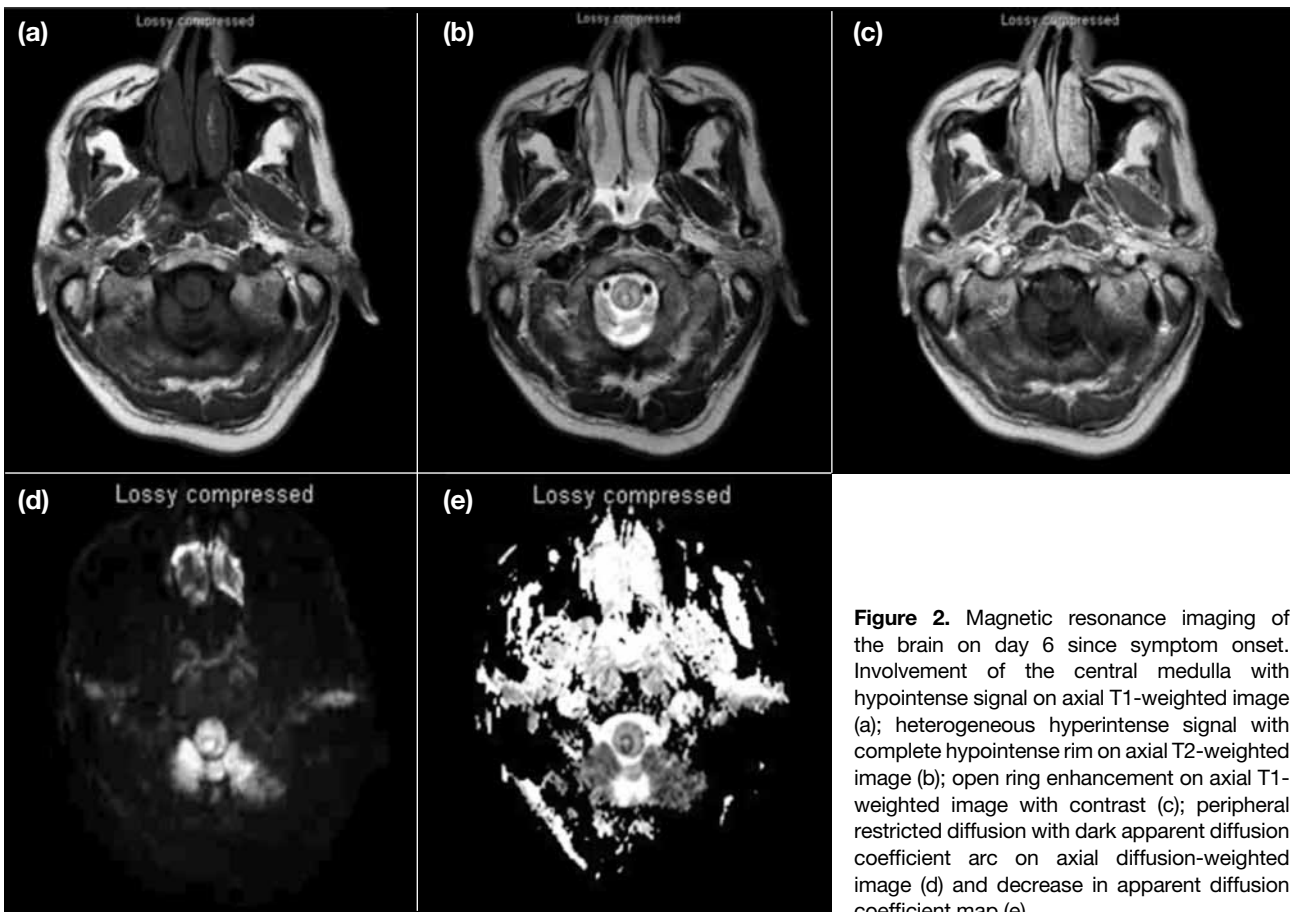 Lossy compressed
Lossy compressed
Lossy compressed
(a)
(b)
(c)
Lossy compressed
Lossy compressed
(d)
(e)
Figure 2. Magnetic resonance imaging of
the brain on day 6 since symptom onset.
Involvement of the central medulla with
hypointense signal on axial T1-weighted image
(a); heterogeneous hyperintense signal with
complete hypointense rim on axial T2-weighted
image (b); open ring enhancement on axial T1-
weighted image with contrast (c); peripheral
restricted diffusion with dark apparent diffusion
coefficient arc on axial diffusion-weighted
image (d) and decrease in apparent diffusion
coefficient map (e).